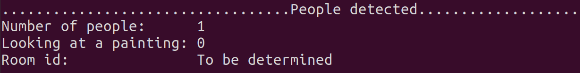 ..................................People detected...................
Number of people:      1
Looking at a painting: 0
Room id:               To be determined